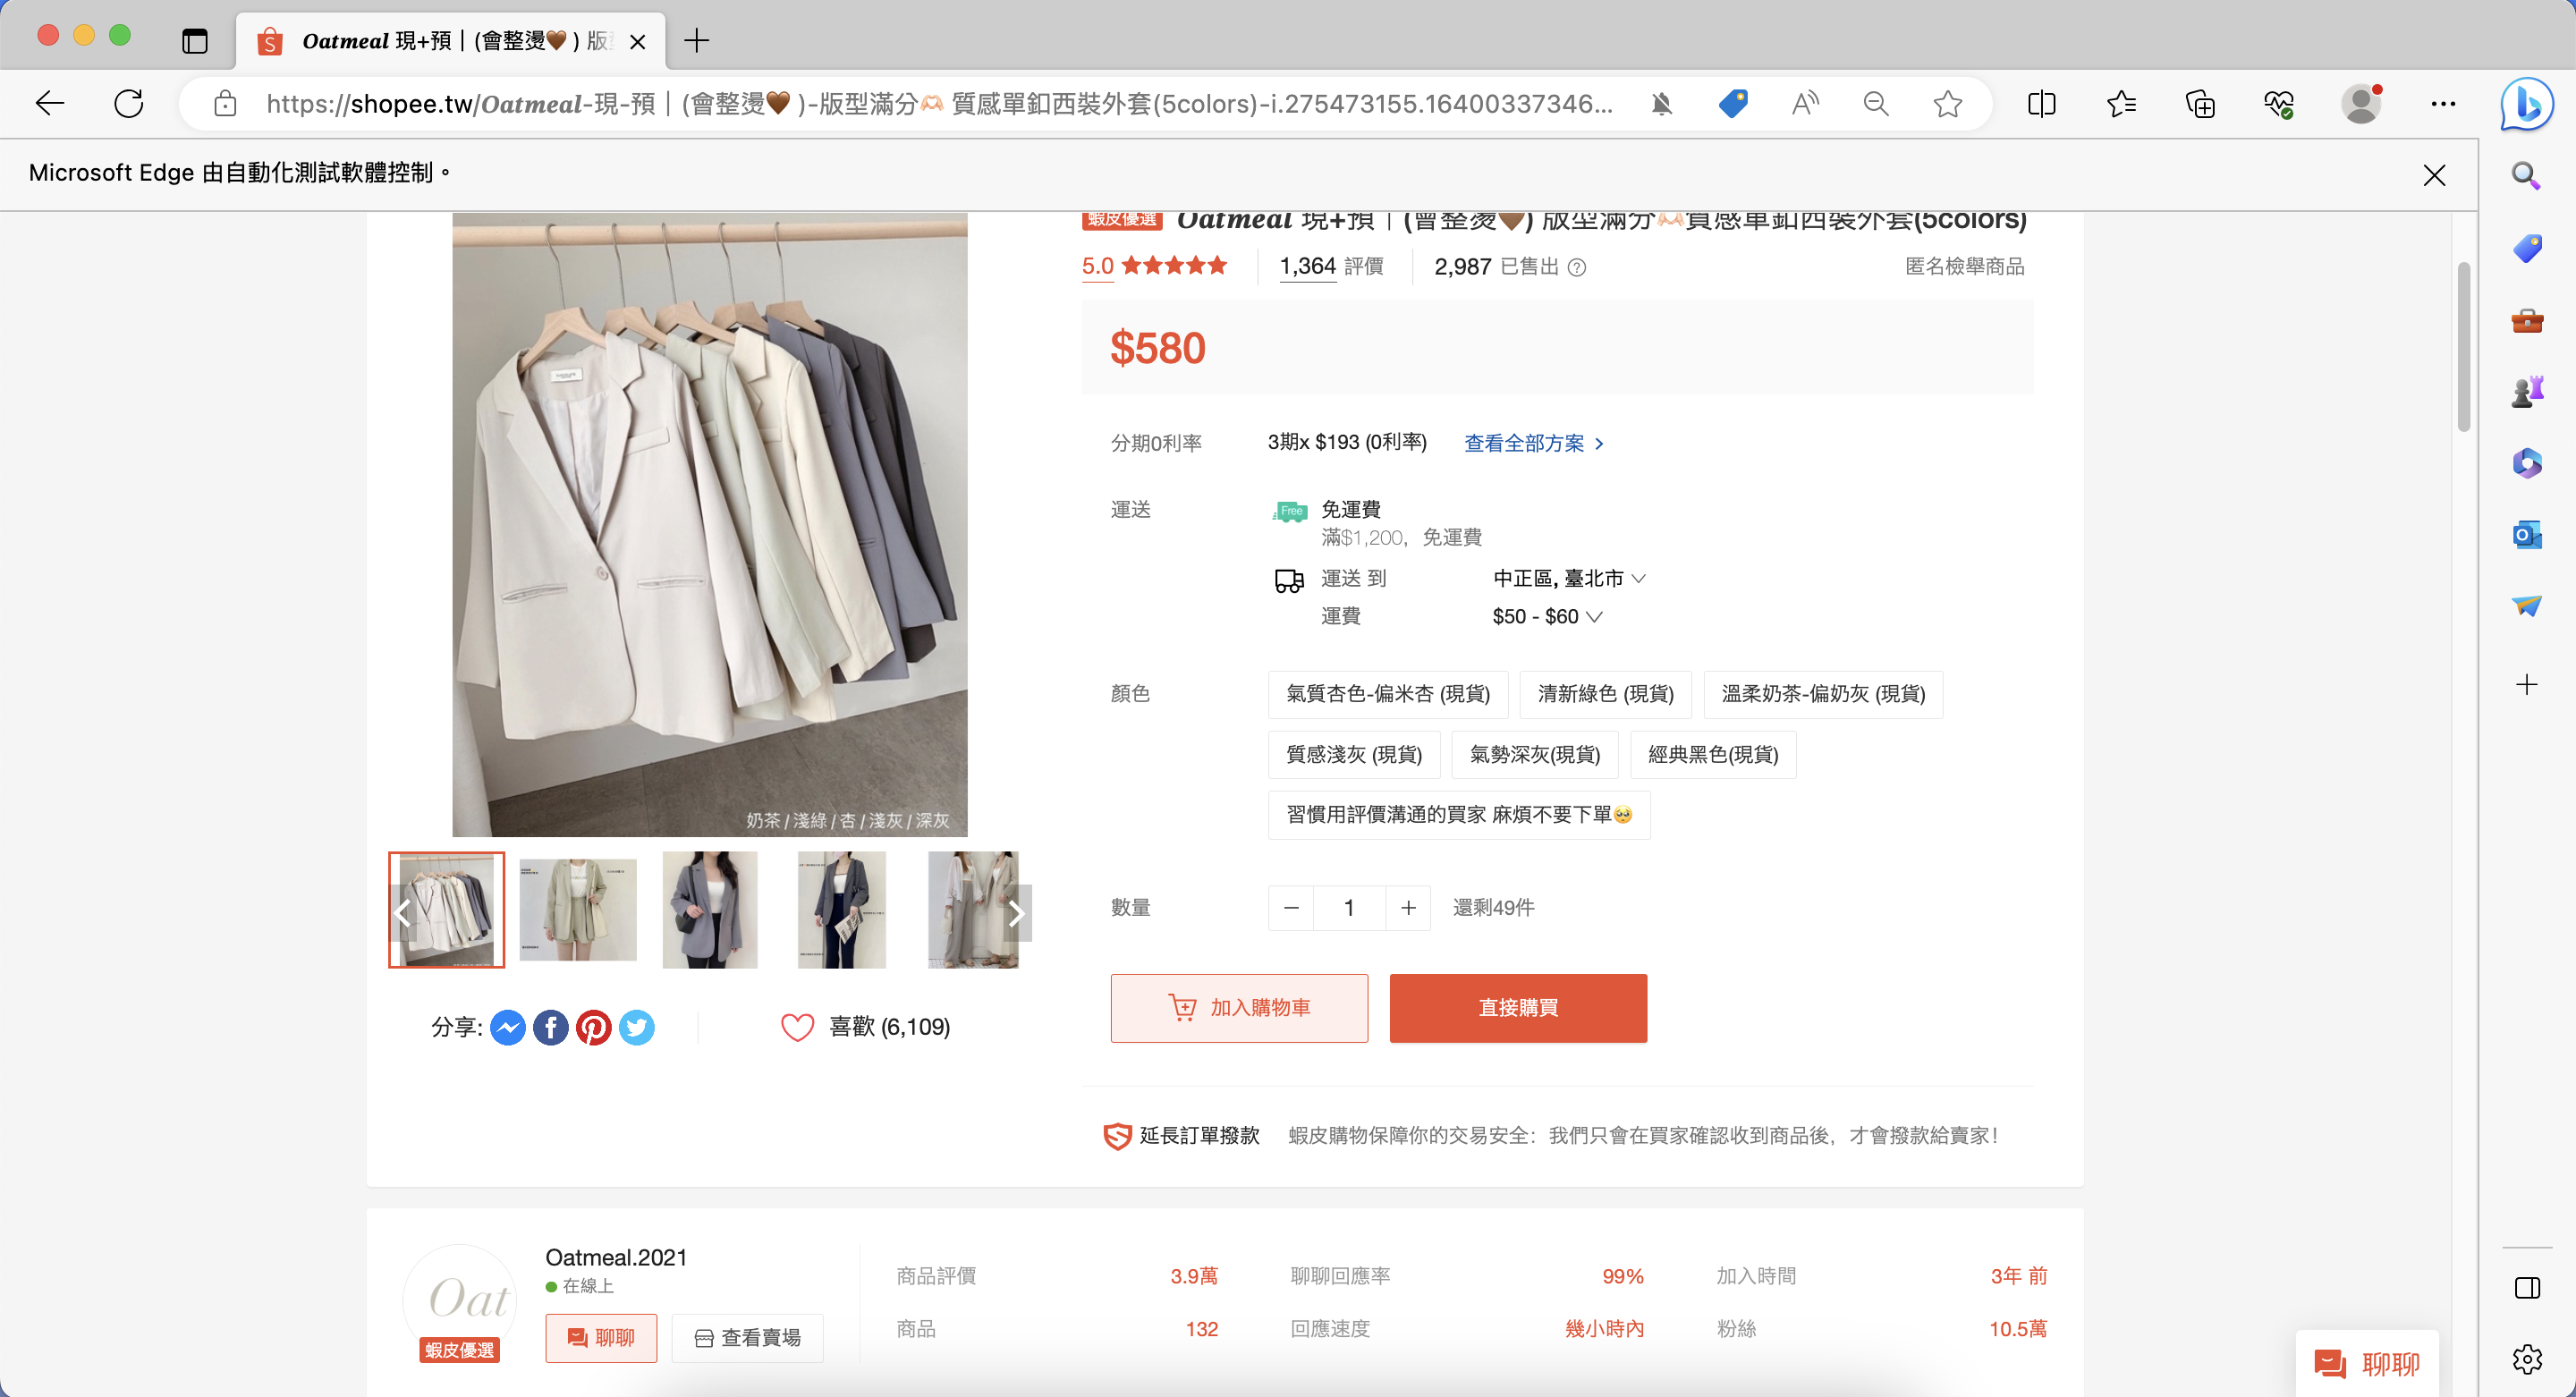 Oatmeal 現+預｜(會整燙🤎) 版
https://shopee.tw/Oatmeal-現-預｜(會整燙🤎 )-版型滿分🫶🏻 質感單釦西裝外套(5colors)-i.275473155.16400337346...
Microsoft Edge 由自動化測試軟體控制。
蝦皮優選 Oatmeal 現+預｜(會整燙🤎) 版型滿分🫶🏻質感單釦西裝外套(5colors)
5.0 ★★★★★ 1,364 評價 2,987 已售出 匿名檢舉商品
$580
分期0利率 3期x $193 (0利率) 查看全部方案
運送 Free 免運費
滿$1,200，免運費
運送 到 中正區, 臺北市
運費 $50 - $60
顏色 氣質杏色-偏米杏 (現貨) 清新綠色 (現貨) 溫柔奶茶-偏奶灰 (現貨)
質感淺灰 (現貨) 氣勢深灰(現貨) 經典黑色(現貨)
習慣用評價溝通的買家 麻煩不要下單🥺
奶茶/淺綠/杏/淺灰/深灰
數量 1 還剩49件
加入購物車 直接購買
分享: 喜歡 (6,109)
延長訂單撥款 蝦皮購物保障你的交易安全：我們只會在買家確認收到商品後，才會撥款給賣家！
Oat
蝦皮優選
Oatmeal.2021
在線上
聊聊 查看賣場
商品評價 3.9萬 聊聊回應率 99% 加入時間 3年 前
商品 132 回應速度 幾小時內 粉絲 10.5萬
聊聊